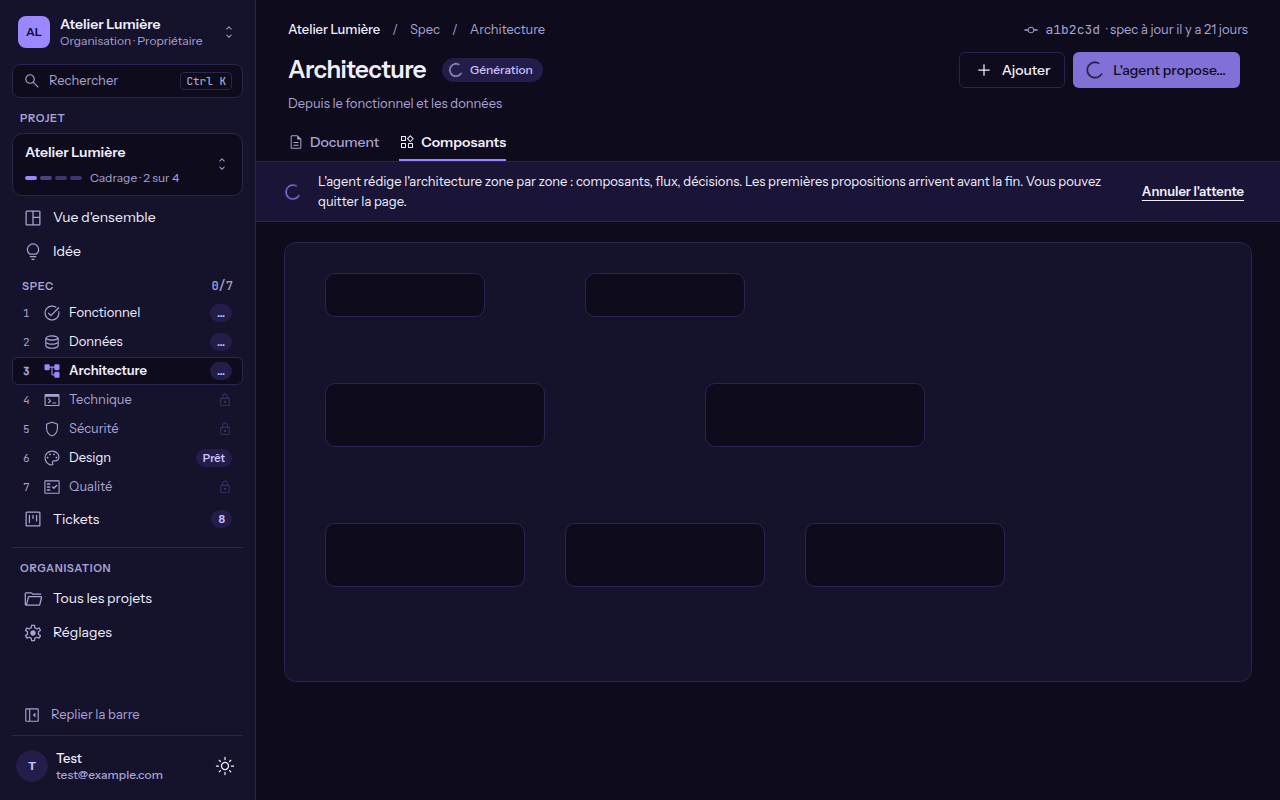 AL
Atelier Lumière
Organisation · Propriétaire
Rechercher
Ctrl K
PROJET
Atelier Lumière
Cadrage · 2 sur 4
Vue d'ensemble
Idée
SPEC
0/7
1 Fonctionnel ...
2 Données ...
3 Architecture ...
4 Technique
5 Sécurité
6 Design Prêt
7 Qualité
Tickets 8
ORGANISATION
Tous les projets
Réglages
Replier la barre
T
Test
test@example.com
Atelier Lumière / Spec / Architecture
a1b2c3d · spec à jour il y a 21 jours
Architecture
Génération
Ajouter
L'agent propose...
Depuis le fonctionnel et les données
Document
Composants
L'agent rédige l'architecture zone par zone : composants, flux, décisions. Les premières propositions arrivent avant la fin. Vous pouvez
quitter la page.
Annuler l'attente